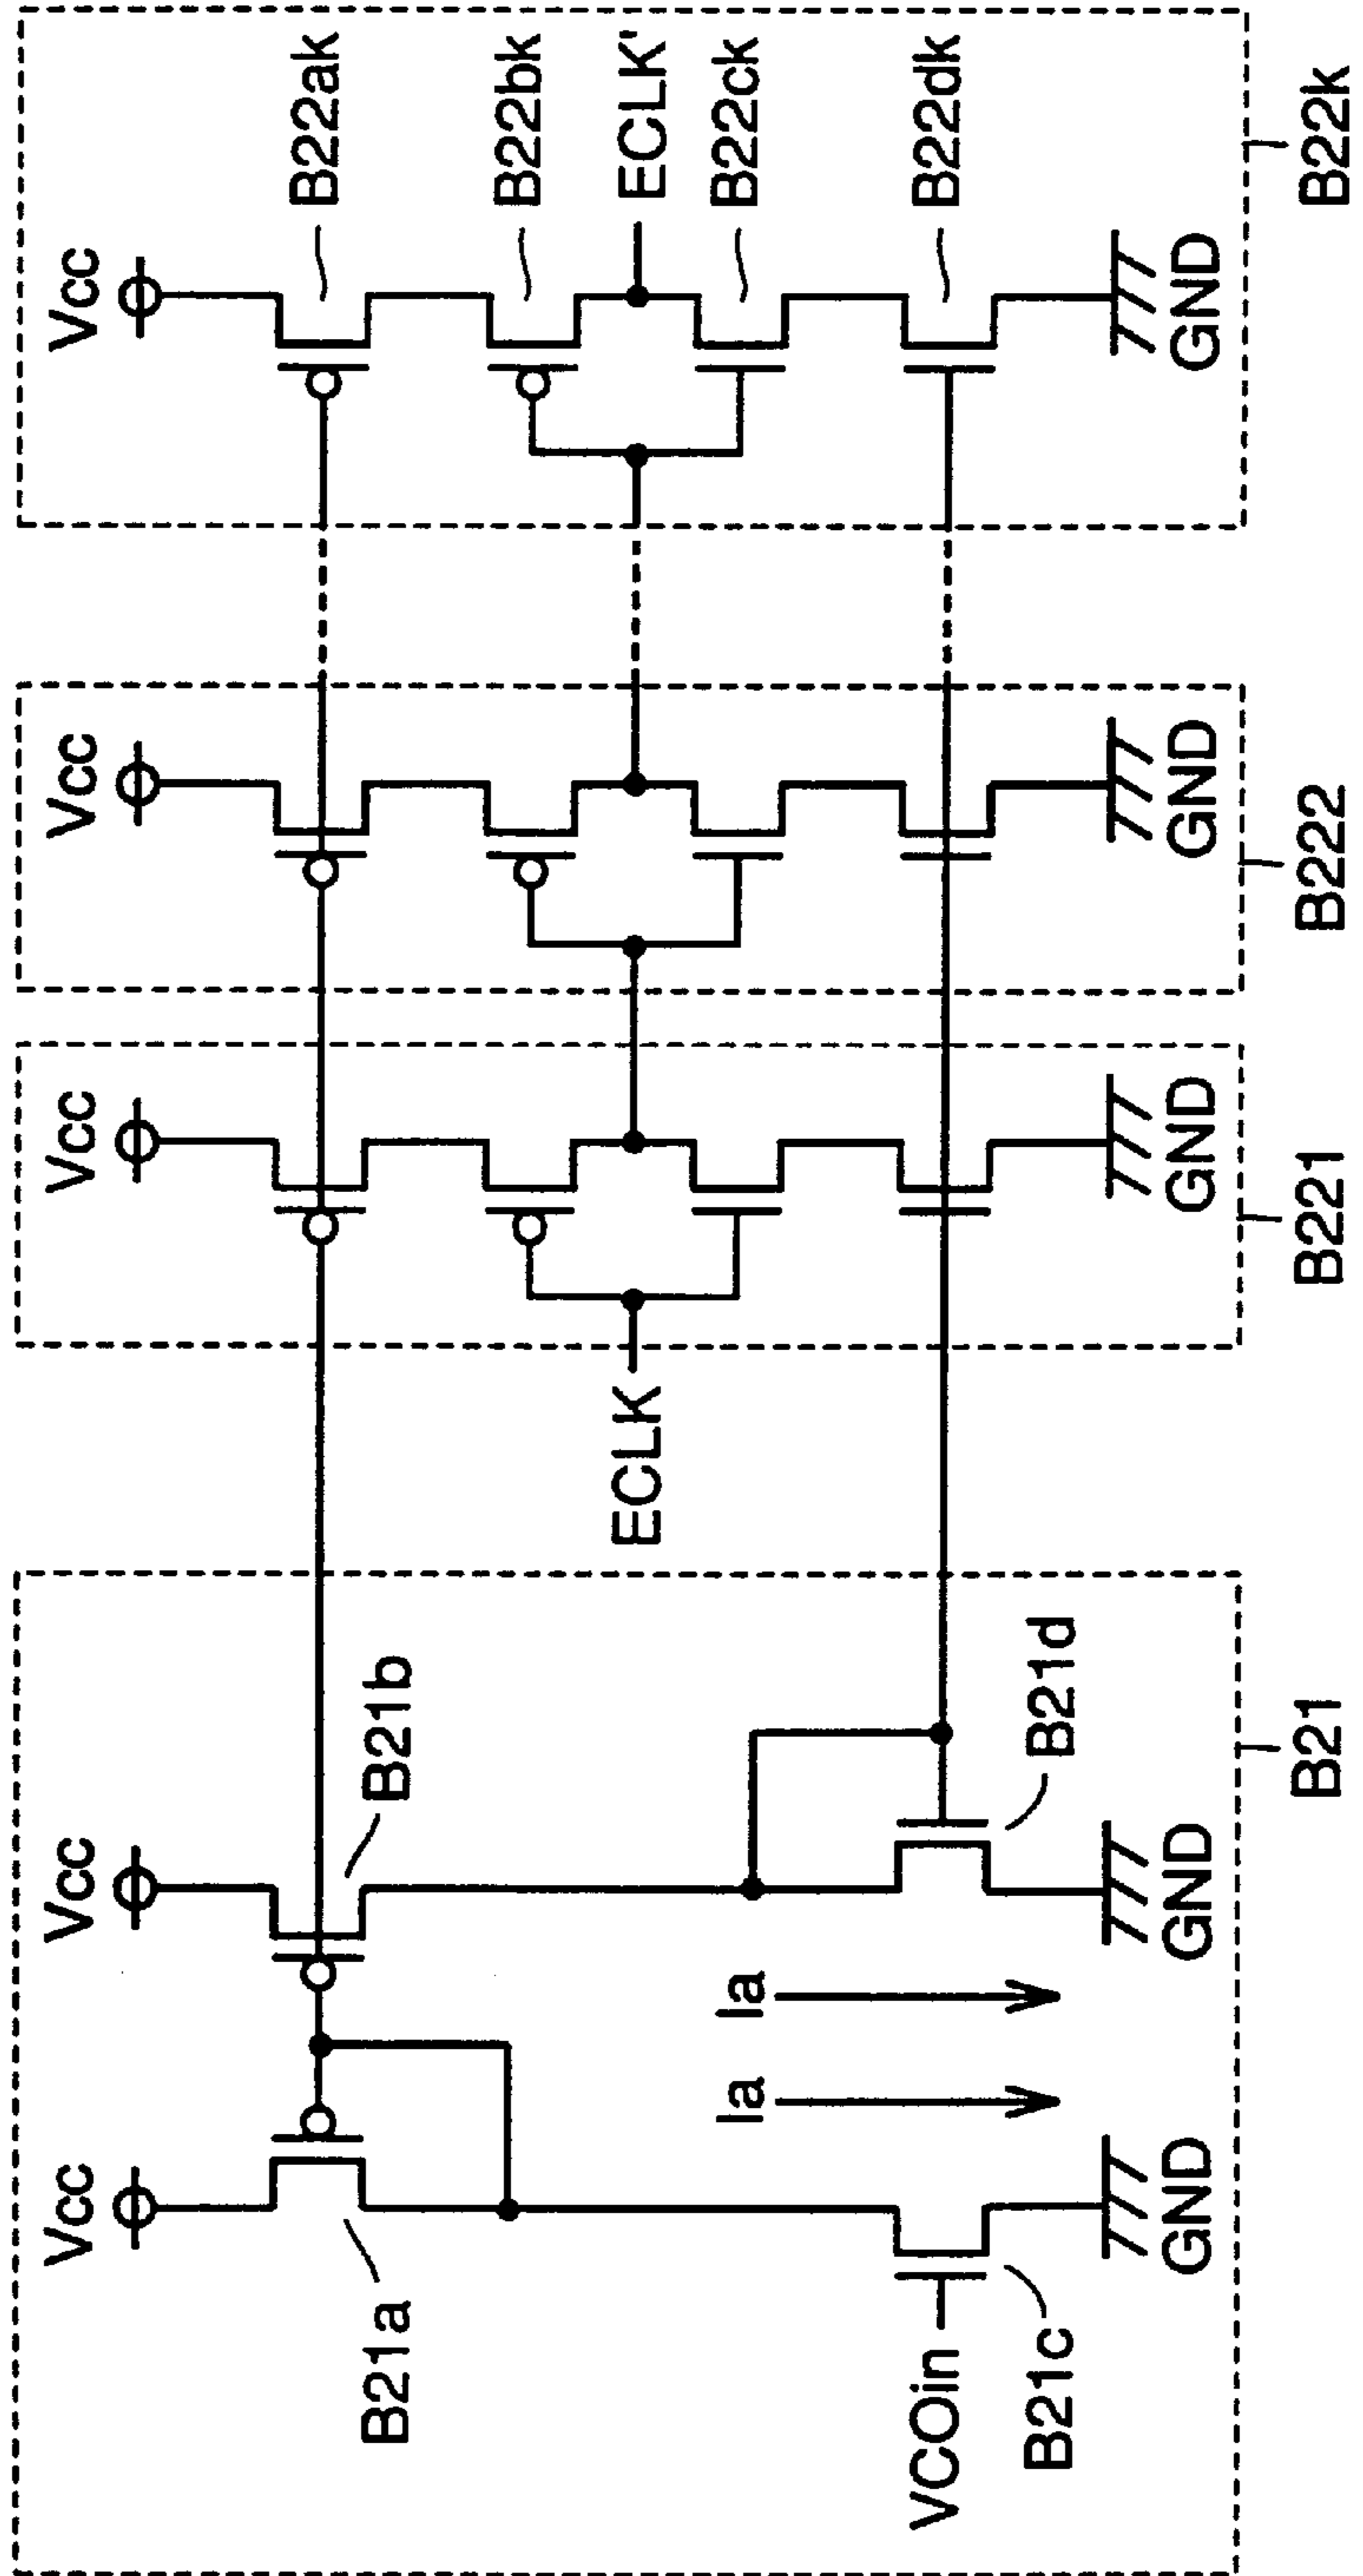 Vcc
Vcc
Vcc
Vcc
Vcc
B21a
B21b
B22ak
B22bk
ECLK
ECLK'
B22ck
Ia
Ia
VCOin
B21c
B21d
B22dk
GND
GND
GND
GND
GND
B21
B221
B222
B22k